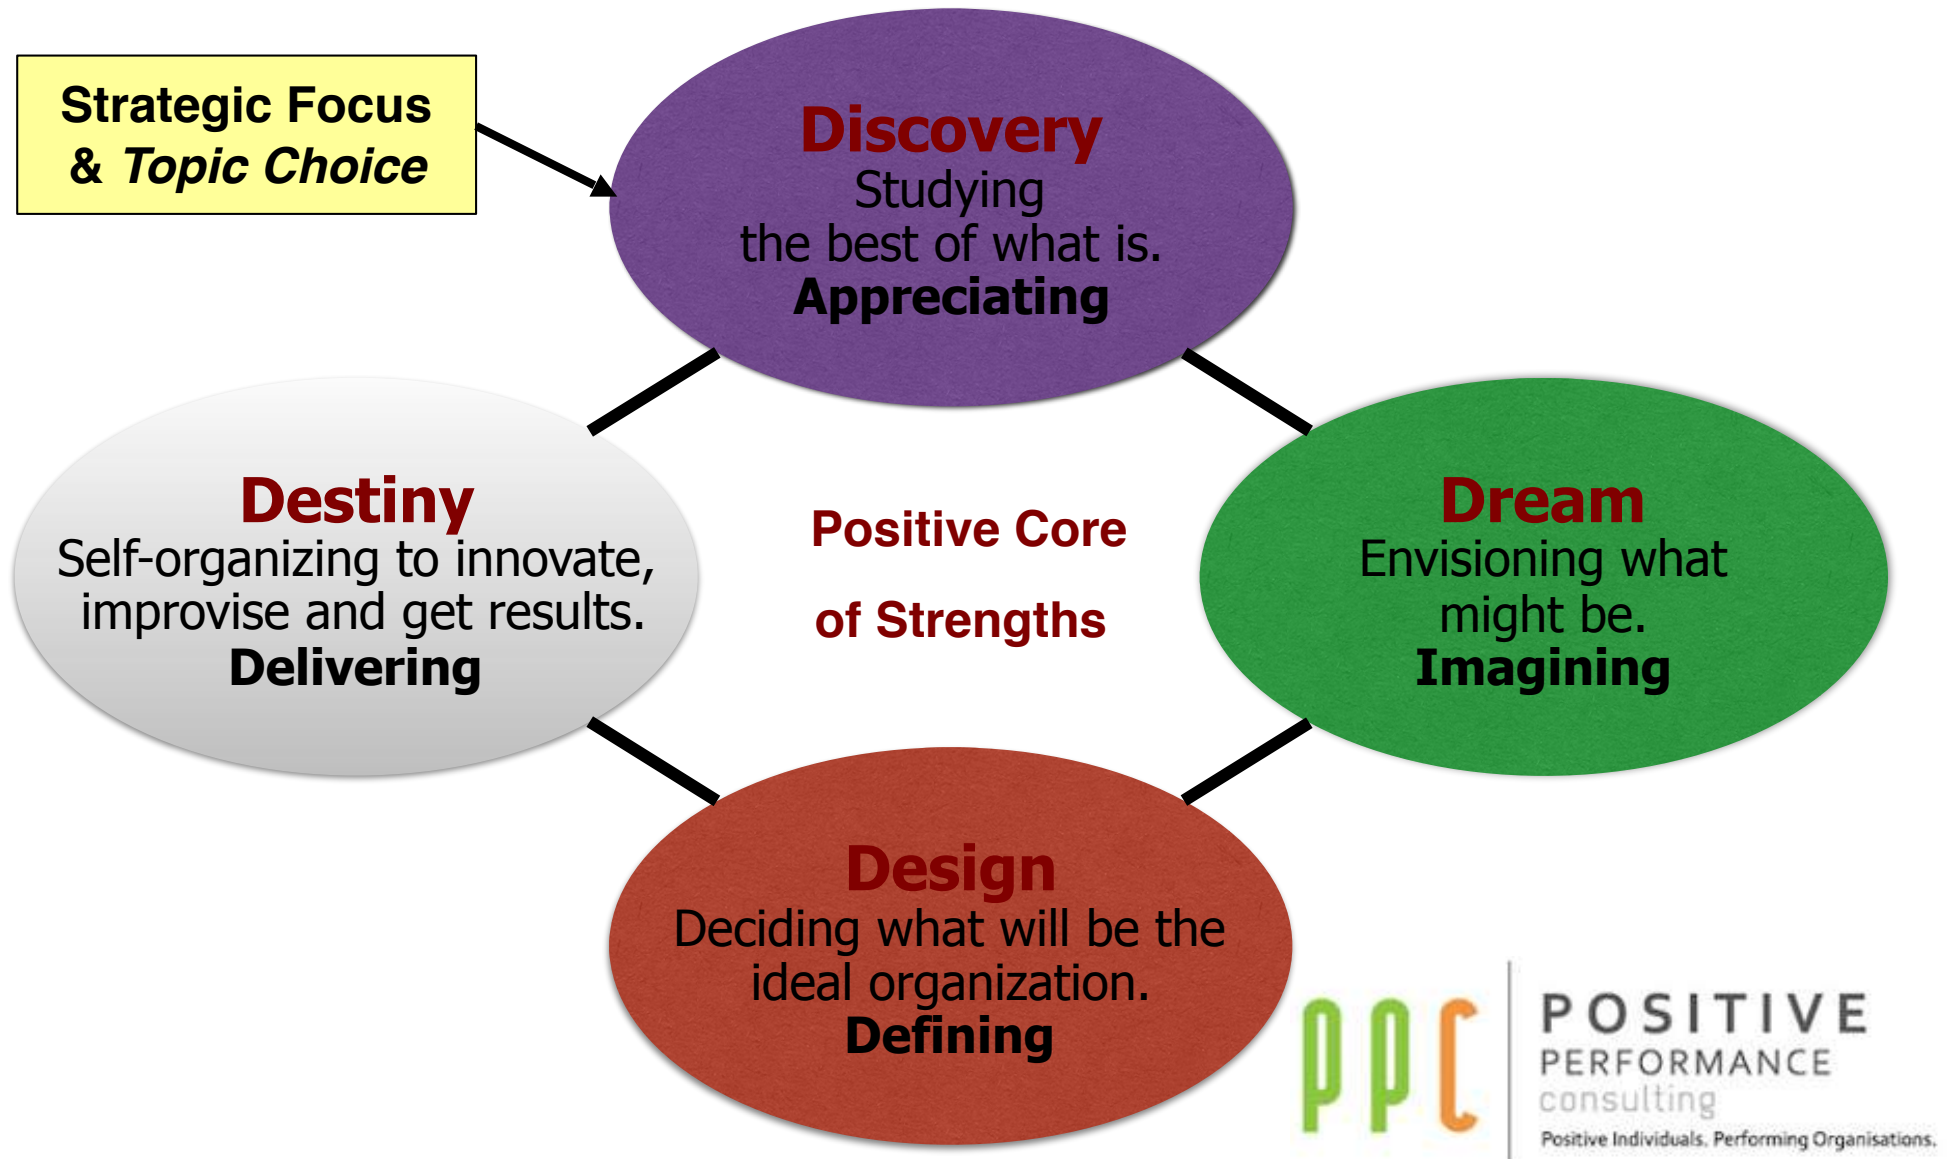 Strategic Focus
& Topic Choice
Discovery
Studying
the best of what is.
Appreciating
Destiny
Self-organizing to innovate,
improvise and get results.
Delivering
Positive Core
of Strengths
Dream
Envisioning what
might be.
Imagining
Design
Deciding what will be the
ideal organization.
Defining
PPC
POSITIVE
PERFORMANCE
consulting
Positive Individuals. Performing Organisations.